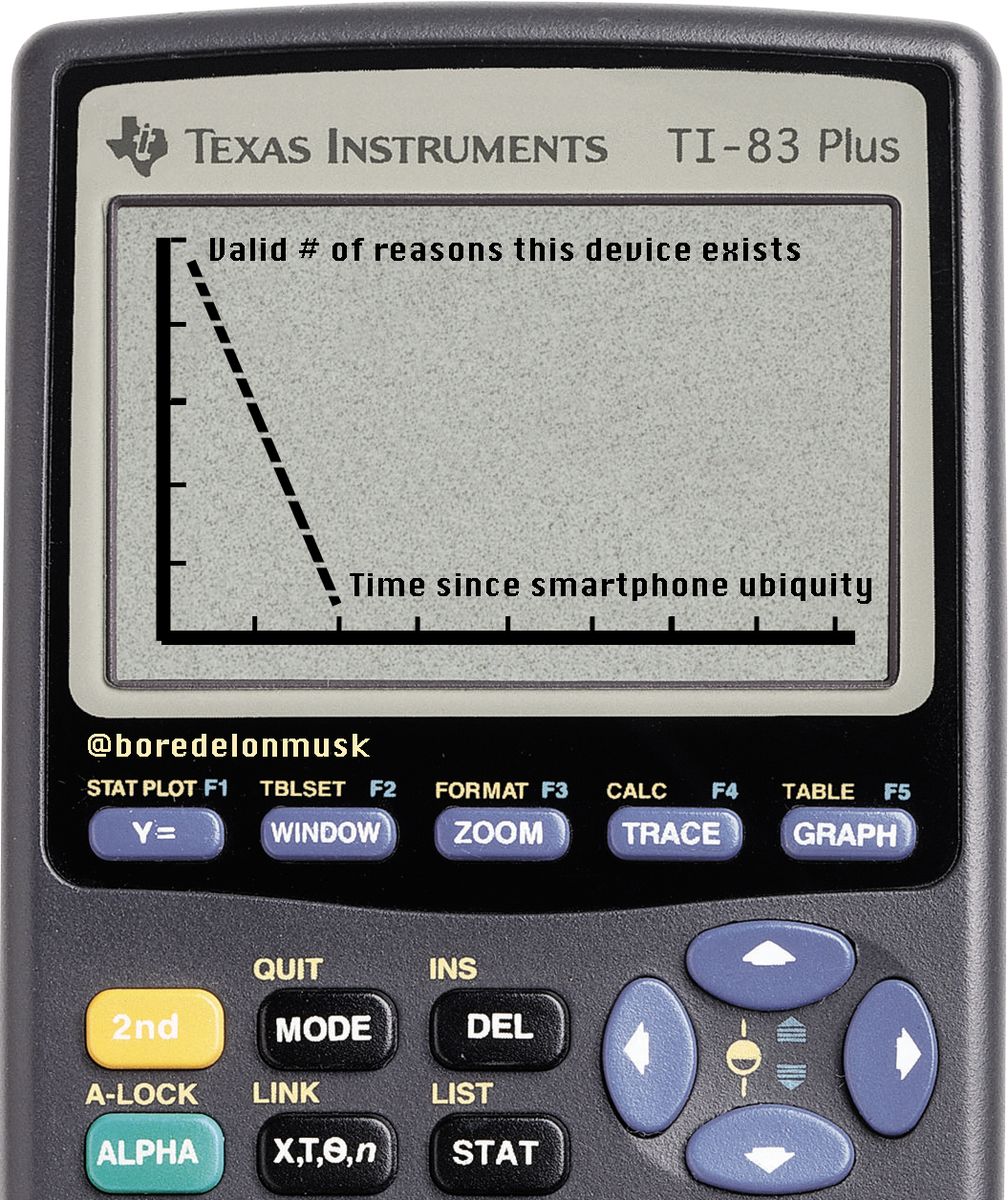 TEXAS INSTRUMENTS TI-83 Plus
Valid # of reasons this device exists
Time since smartphone ubiquity
@boredelonmusk
STAT PLOT F1 TBLSET F2 FORMAT F3 CALC F4 TABLE F5
Y= WINDOW ZOOM TRACE GRAPH
QUIT INS
2nd MODE DEL
A-LOCK LINK LIST
ALPHA X,T,Θ,n STAT